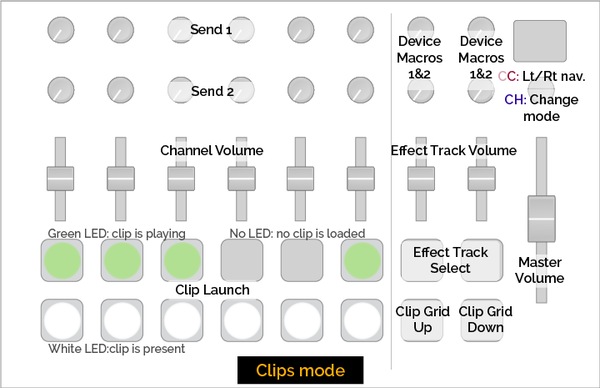 Send 1
Device
Macros
1&2
Device
Macros
1&2
CC: Lt/Rt nav.
Send 2
CH: Change
mode
Channel Volume
Effect Track Volume
Green LED: clip is playing
No LED: no clip is loaded
Effect Track
Select
Master
Volume
Clip Launch
Clip Grid
Up
Clip Grid
Down
White LED:clip is present
Clips mode